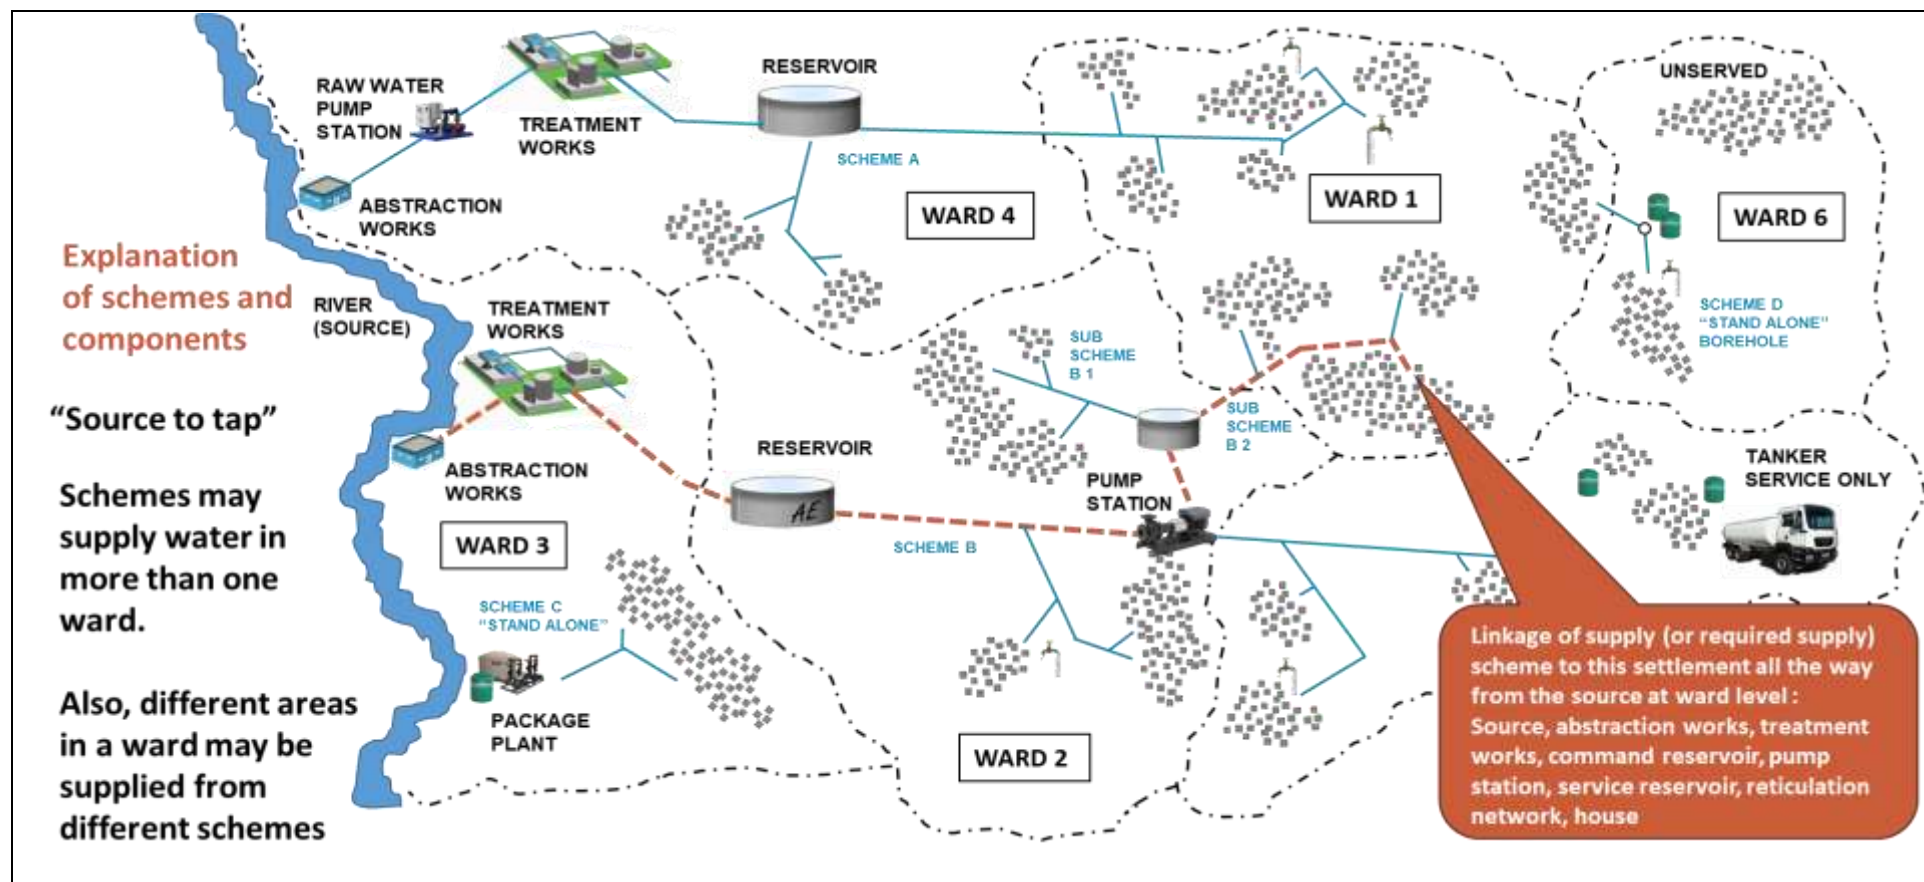 RAW WATER
PUMP
STATION
TREATMENT
WORKS
RESERVOIR
SCHEME A
ABSTRACTION
WORKS
WARD 4
WARD 1
UNSERVED
WARD 6
SCHEME D
“STAND ALONE”
BOREHOLE
Explanation
of schemes and
components
RIVER
(SOURCE)
TREATMENT
WORKS
SUB
SCHEME
B 1
SUB
SCHEME
B 2
“Source to tap”
ABSTRACTION
WORKS
RESERVOIR
AE
PUMP
STATION
TANKER
SERVICE ONLY
Schemes may
supply water in
more than one
ward.
WARD 3
SCHEME B
SCHEME C
“STAND ALONE”
PACKAGE
PLANT
WARD 2
Also, different areas
in a ward may be
supplied from
different schemes
Linkage of supply (or required supply)
scheme to this settlement all the way
from the source at ward level :
Source, abstraction works, treatment
works, command reservoir, pump
station, service reservoir, reticulation
network, house